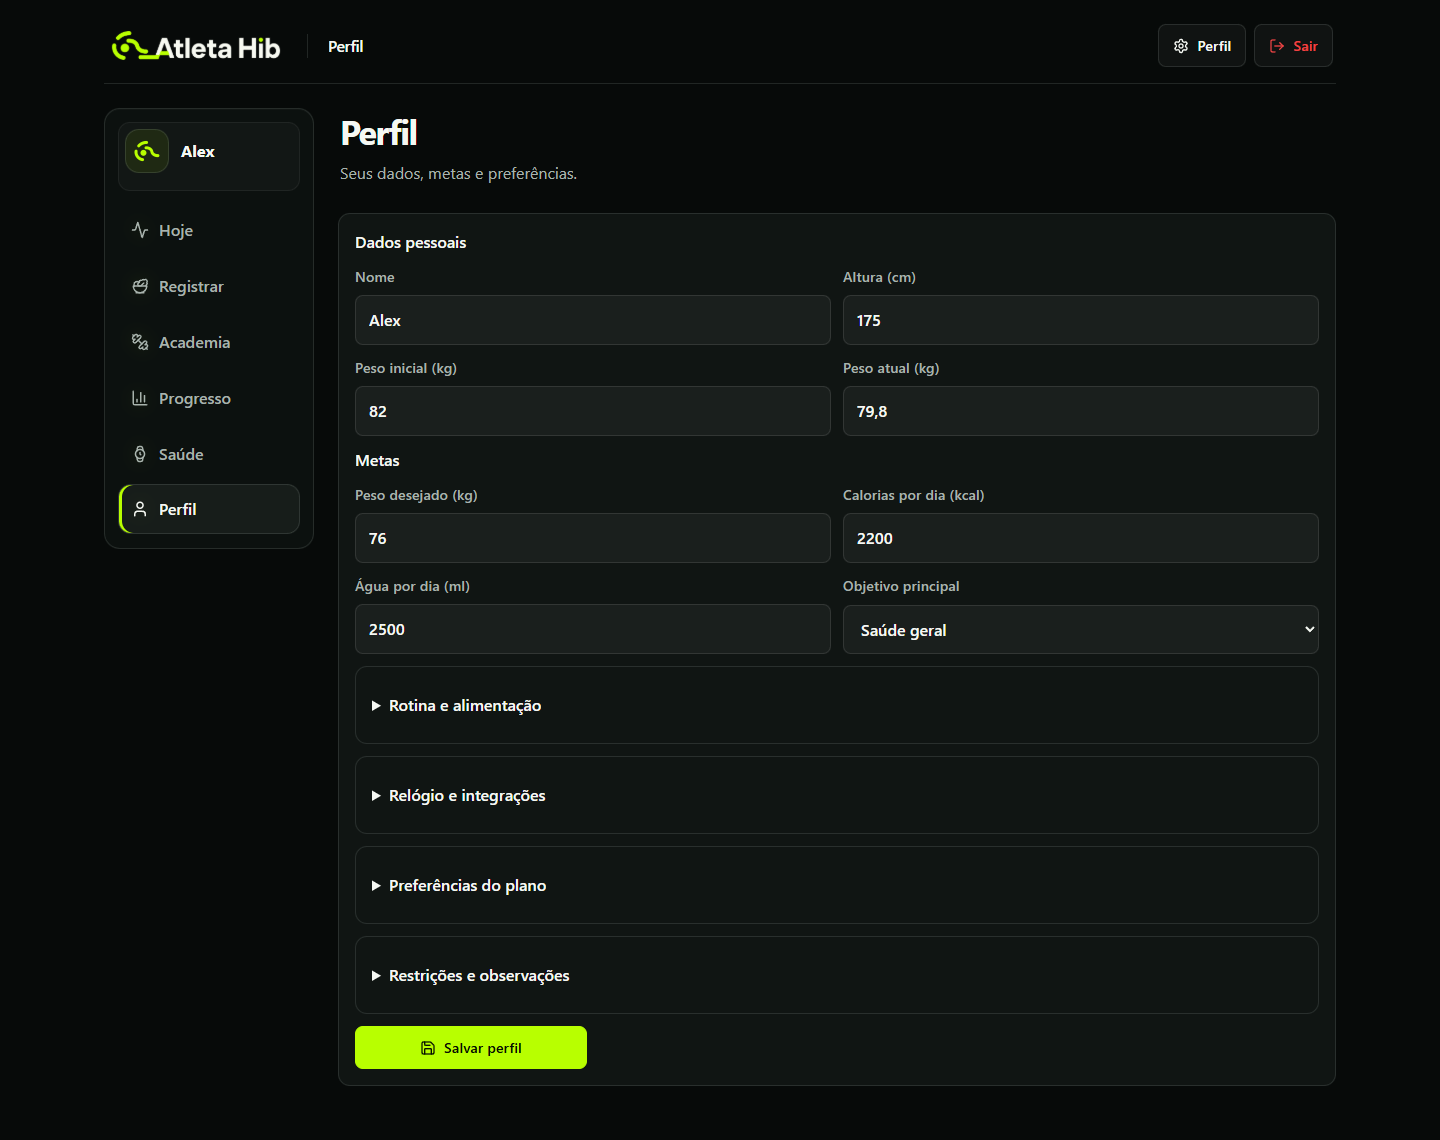 Atleta Hib
Perfil
Perfil
Sair
Alex
Hoje
Registrar
Academia
Progresso
Saúde
Perfil
Perfil
Seus dados, metas e preferências.
Dados pessoais
Nome
Altura (cm)
Alex
175
Peso inicial (kg)
Peso atual (kg)
82
79,8
Metas
Peso desejado (kg)
Calorias por dia (kcal)
76
2200
Água por dia (ml)
Objetivo principal
2500
Saúde geral
Rotina e alimentação
Relógio e integrações
Preferências do plano
Restrições e observações
Salvar perfil